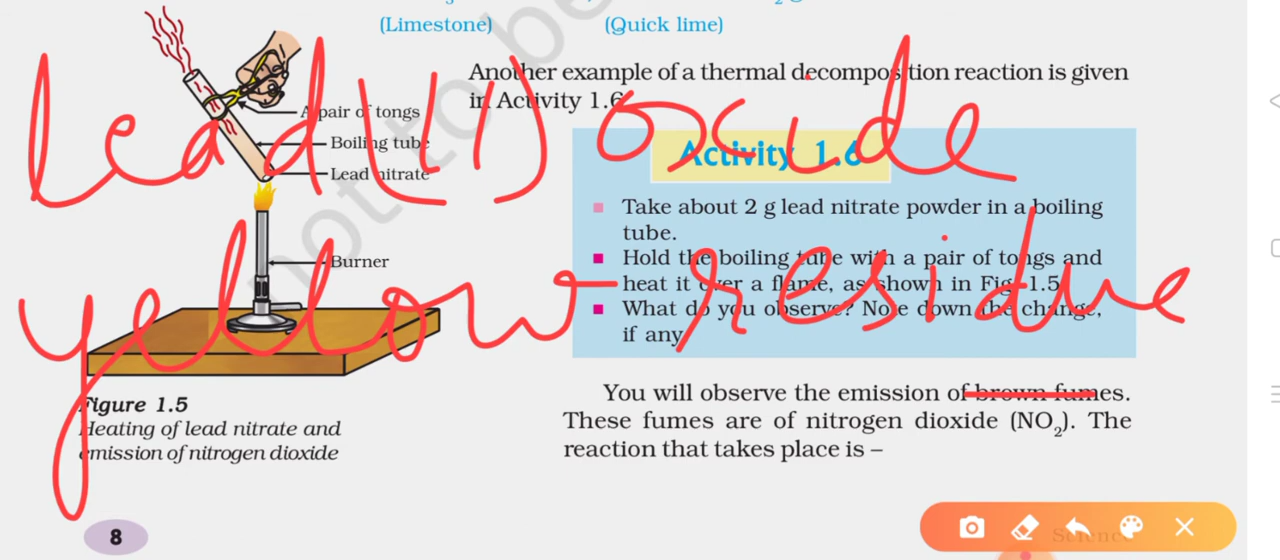 (Limestone)
(Quick lime)
Another example of a thermal decomposition reaction is given
in Activity 1.6
A pair of tongs
Boiling tube
Lead nitrate
Burner
lead (II) oxide
yellow residue
Activity 1.6
Take about 2 g lead nitrate powder in a boiling
tube.
Hold the boiling tube with a pair of tongs and
heat it over a flame, as shown in Fig 1.5
What do you observe? Note down the change,
if any
Figure 1.5
Heating of lead nitrate and
emission of nitrogen dioxide
You will observe the emission of brown fumes.
These fumes are of nitrogen dioxide (NO₂). The
reaction that takes place is –
8
Science